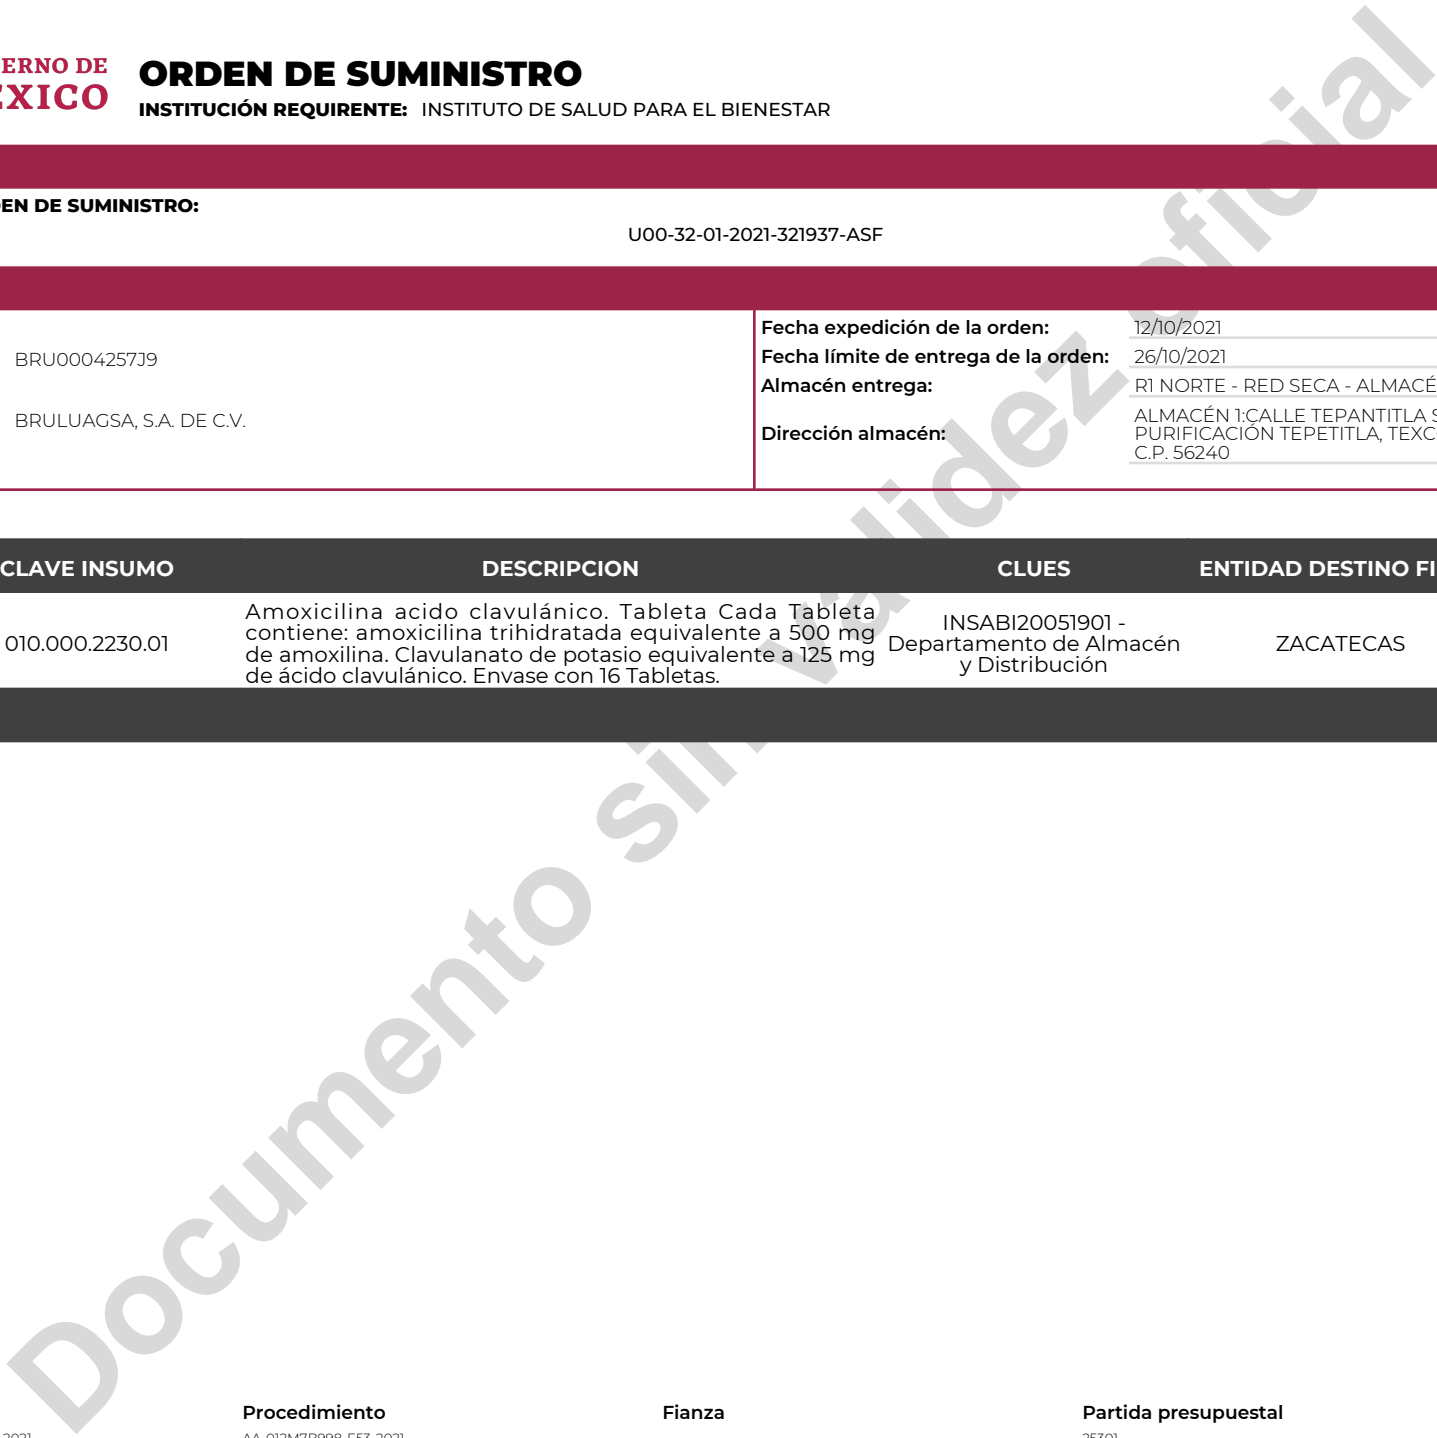 ERNO DE
ORDEN DE SUMINISTRO
INSTITUCIÓN REQUIRENTE: INSTITUTO DE SALUD PARA EL BIENESTAR
EN DE SUMINISTRO:
U00-32-01-2021-321937-ASF
BRU0004257J9
BRULUAGSA, S.A. DE C.V.
Fecha expedición de la orden: 12/10/2021
Fecha límite de entrega de la orden: 26/10/2021
Almacén entrega: R1 NORTE - RED SECA - ALMACÉ
Dirección almacén: ALMACÉN 1:CALLE TEPANTITLA S
PURIFICACIÓN TEPETITLA, TEXC
C.P. 56240
CLAVE INSUMO DESCRIPCION CLUES ENTIDAD DESTINO FI
010.000.2230.01
Amoxicilina acido clavulánico. Tableta Cada Tableta
contiene: amoxicilina trihidratada equivalente a 500 mg
de amoxilina. Clavulanato de potasio equivalente a 125 mg
de ácido clavulánico. Envase con 16 Tabletas.
INSABI20051901 -
Departamento de Almacén
y Distribución
ZACATECAS
Documento sin validez oficial
Procedimiento Fianza Partida presupuestal